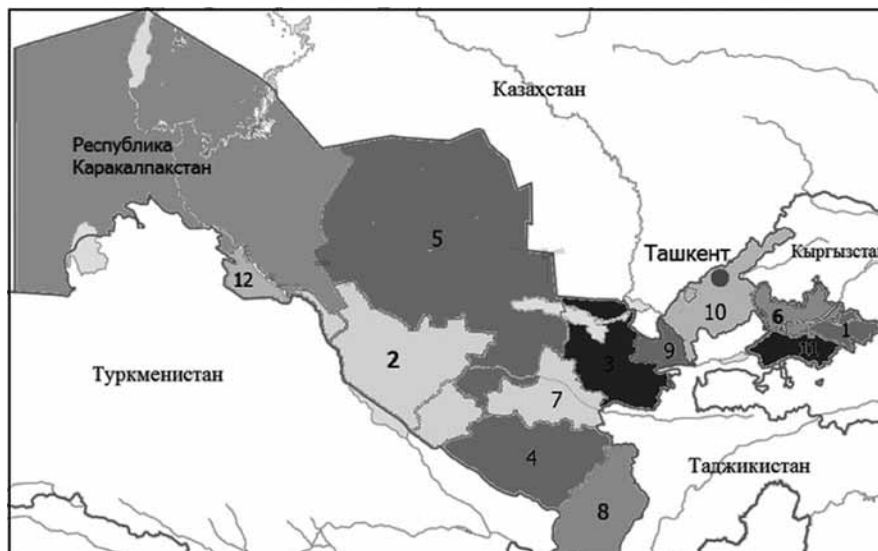 Казахстан
Республика
Каракалпакстан
5
Ташкент
Кыргызстан
12
10
6
1
2
9
11
3
Туркменистан
7
4
Таджикистан
8